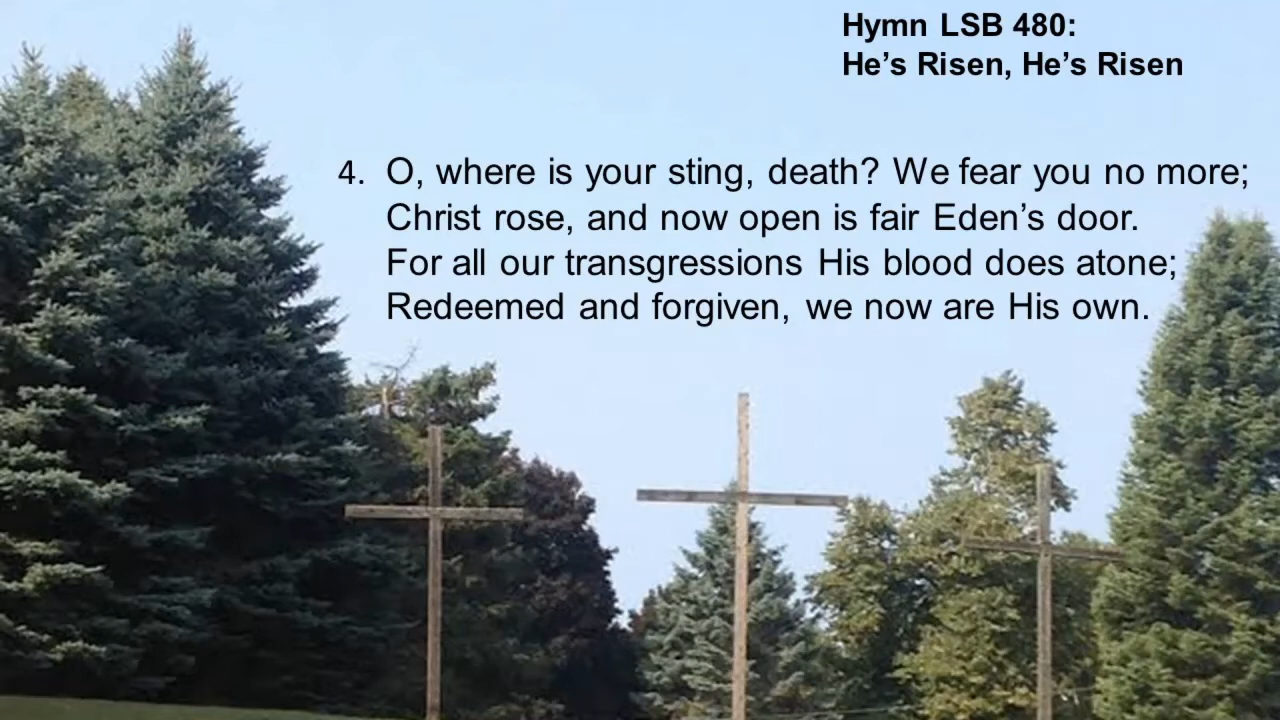 Hymn LSB 480:
He’s Risen, He’s Risen
4. O, where is your sting, death? We fear you no more;
Christ rose, and now open is fair Eden’s door.
For all our transgressions His blood does atone;
Redeemed and forgiven, we now are His own.